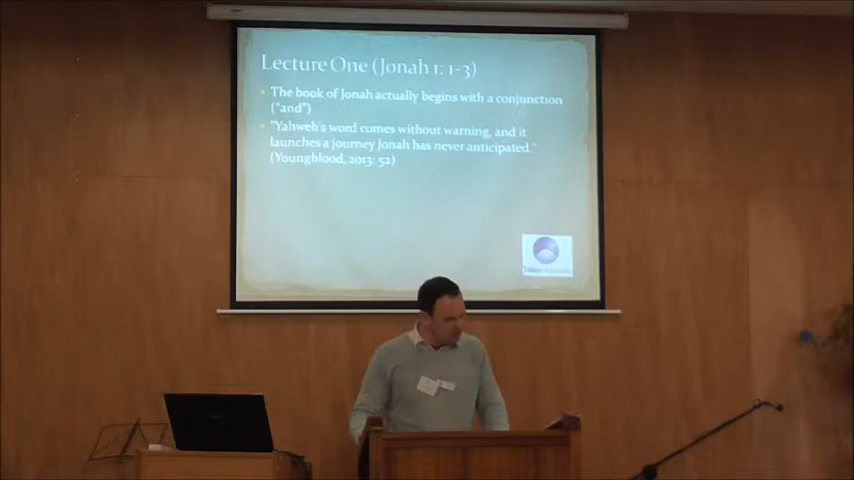 Lecture One (Jonah 1: 1-3)
The book of Jonah actually begins with a conjunction
("and")
"Yahweh's word comes without warning, and it
launches a journey Jonah has never anticipated."
(Youngblood, 2013: 52)